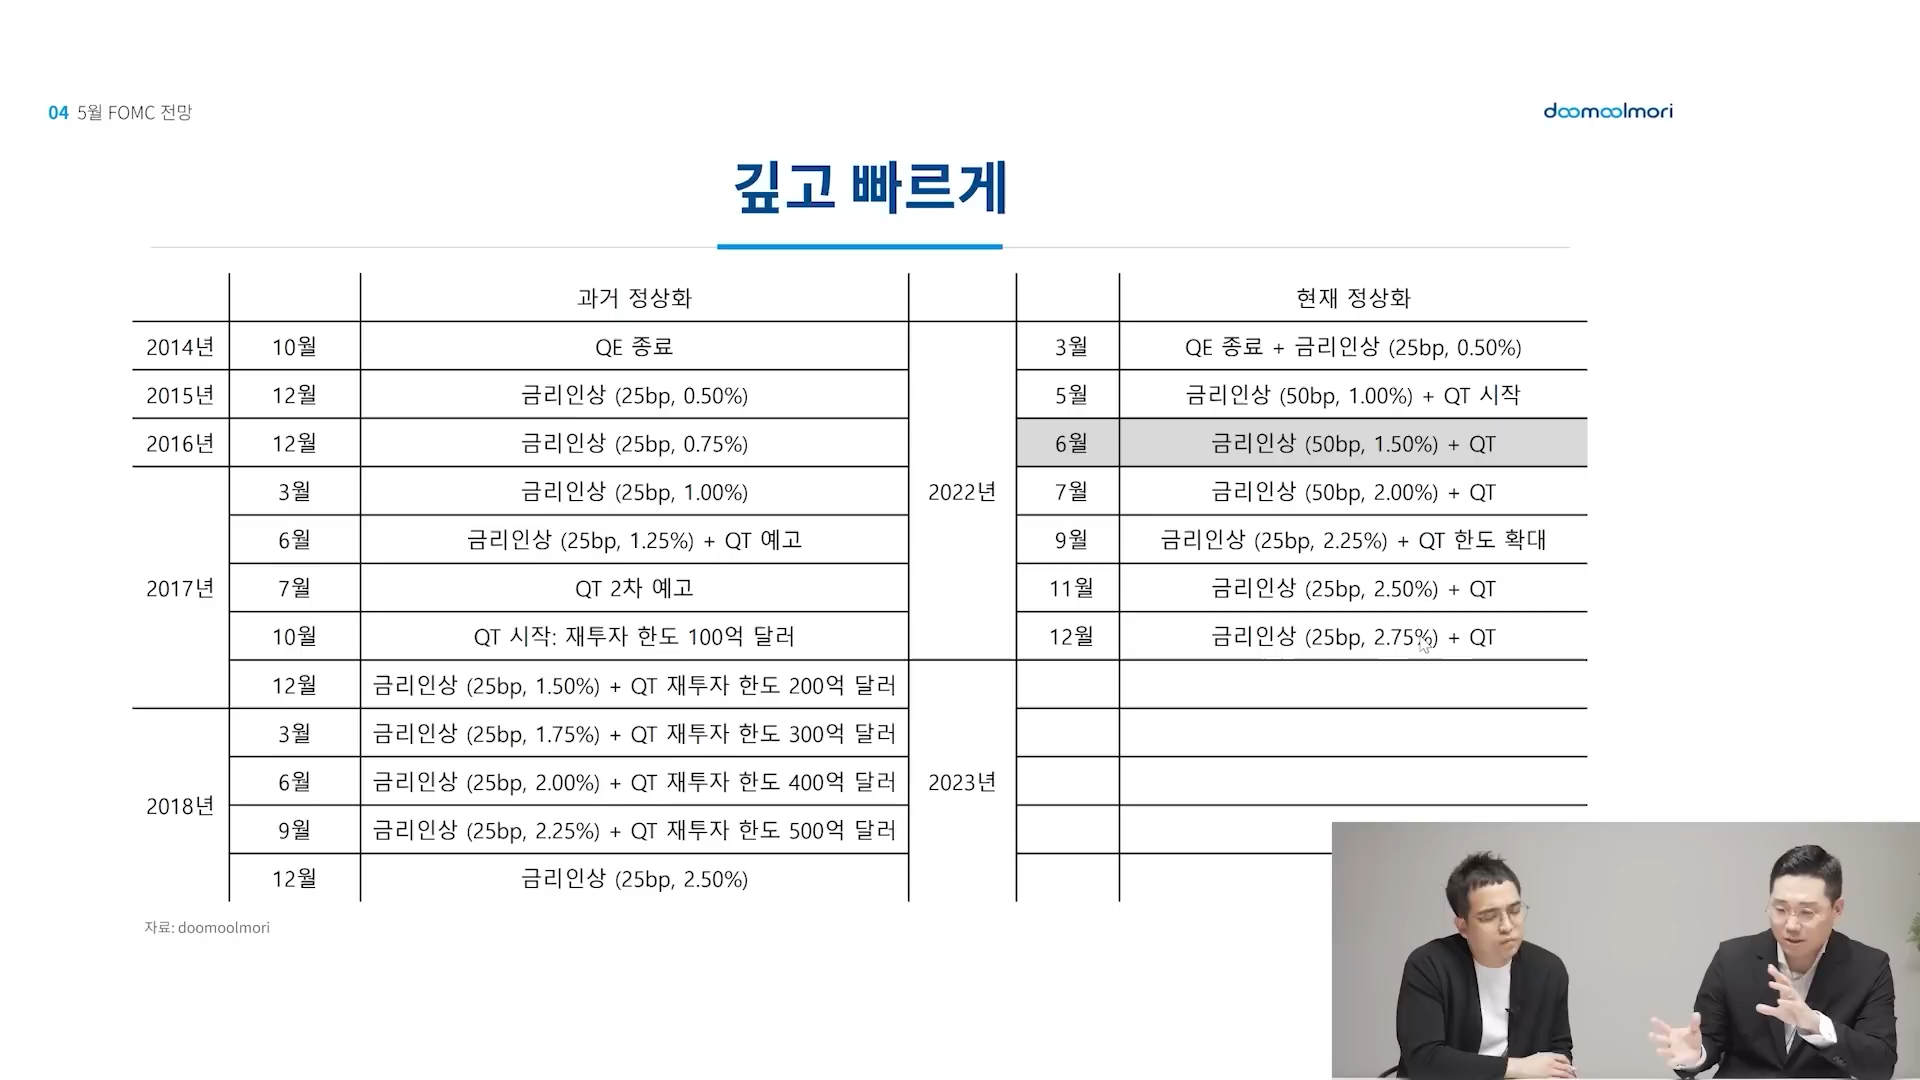 04 5월 FOMC 전망
doomoolmori
깊고 빠르게
과거 정상화 현재 정상화
2014년 10월 QE 종료 3월 QE 종료 + 금리인상 (25bp, 0.50%)
2015년 12월 금리인상 (25bp, 0.50%) 5월 금리인상 (50bp, 1.00%) + QT 시작
2016년 12월 금리인상 (25bp, 0.75%) 6월 금리인상 (50bp, 1.50%) + QT
3월 금리인상 (25bp, 1.00%) 2022년 7월 금리인상 (50bp, 2.00%) + QT
6월 금리인상 (25bp, 1.25%) + QT 예고 9월 금리인상 (25bp, 2.25%) + QT 한도 확대
2017년 7월 QT 2차 예고 11월 금리인상 (25bp, 2.50%) + QT
10월 QT 시작: 재투자 한도 100억 달러 12월 금리인상 (25bp, 2.75%) + QT
12월 금리인상 (25bp, 1.50%) + QT 재투자 한도 200억 달러
3월 금리인상 (25bp, 1.75%) + QT 재투자 한도 300억 달러
6월 금리인상 (25bp, 2.00%) + QT 재투자 한도 400억 달러 2023년
2018년
9월 금리인상 (25bp, 2.25%) + QT 재투자 한도 500억 달러
12월 금리인상 (25bp, 2.50%)
자료: doomoolmori